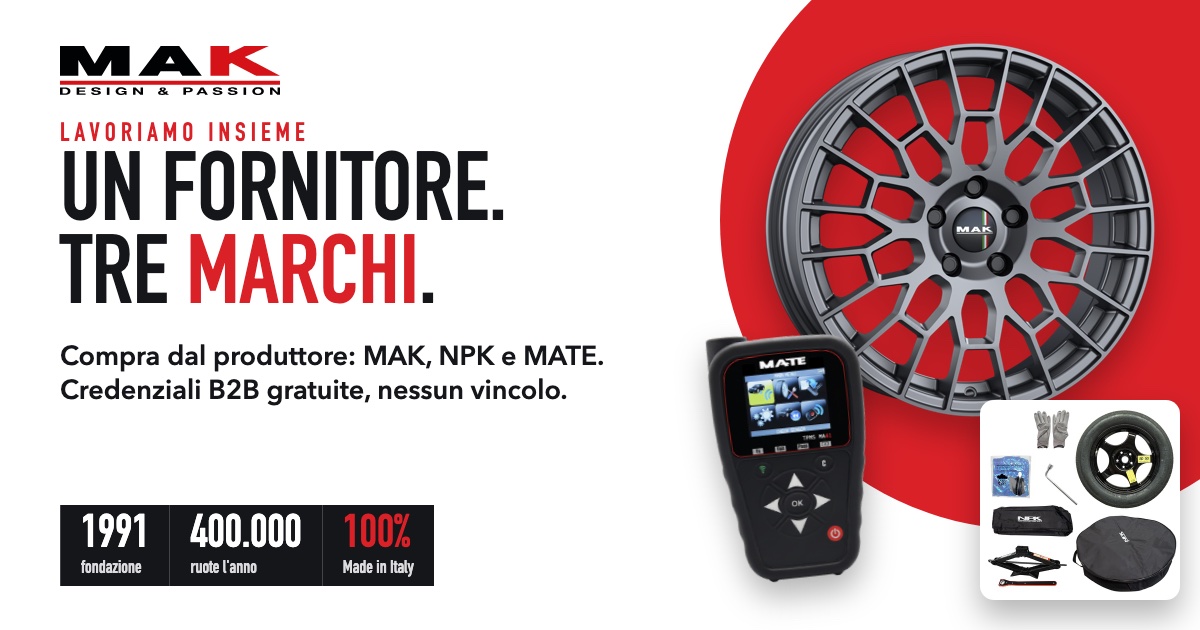 MAK
DESIGN & PASSION
LAVORIAMO INSIEME
UN FORNITORE.
TRE MARCHI.
Compra dal produttore: MAK, NPK e MATE.
Credenziali B2B gratuite, nessun vincolo.
1991
fondazione
400.000
ruote l'anno
100%
Made in Italy
MAK
MATE
OK
NPK